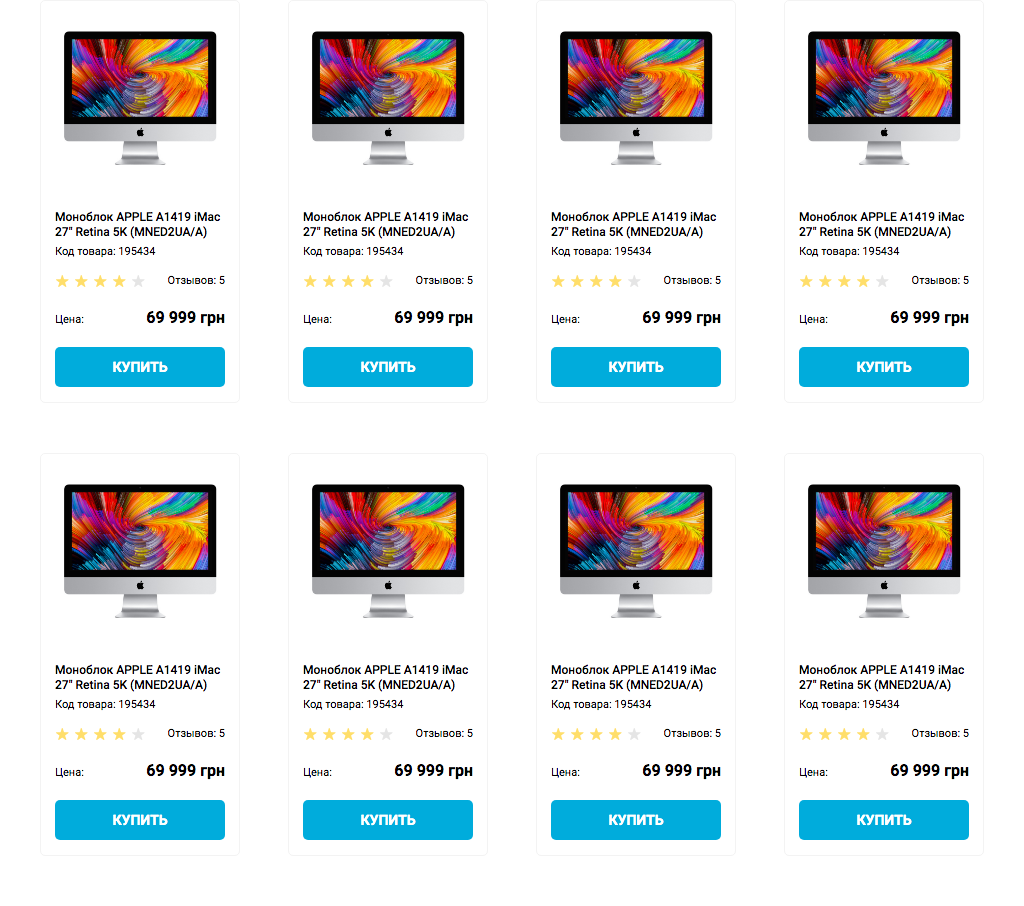 Моноблок APPLE A1419 iMac
27" Retina 5K (MNED2UA/A)
Код товара: 195434
Отзывов: 5
Цена: 69 999 грн
КУПИТЬ
Моноблок APPLE A1419 iMac
27" Retina 5K (MNED2UA/A)
Код товара: 195434
Отзывов: 5
Цена: 69 999 грн
КУПИТЬ
Моноблок APPLE A1419 iMac
27" Retina 5K (MNED2UA/A)
Код товара: 195434
Отзывов: 5
Цена: 69 999 грн
КУПИТЬ
Моноблок APPLE A1419 iMac
27" Retina 5K (MNED2UA/A)
Код товара: 195434
Отзывов: 5
Цена: 69 999 грн
КУПИТЬ
Моноблок APPLE A1419 iMac
27" Retina 5K (MNED2UA/A)
Код товара: 195434
Отзывов: 5
Цена: 69 999 грн
КУПИТЬ
Моноблок APPLE A1419 iMac
27" Retina 5K (MNED2UA/A)
Код товара: 195434
Отзывов: 5
Цена: 69 999 грн
КУПИТЬ
Моноблок APPLE A1419 iMac
27" Retina 5K (MNED2UA/A)
Код товара: 195434
Отзывов: 5
Цена: 69 999 грн
КУПИТЬ
Моноблок APPLE A1419 iMac
27" Retina 5K (MNED2UA/A)
Код товара: 195434
Отзывов: 5
Цена: 69 999 грн
КУПИТЬ